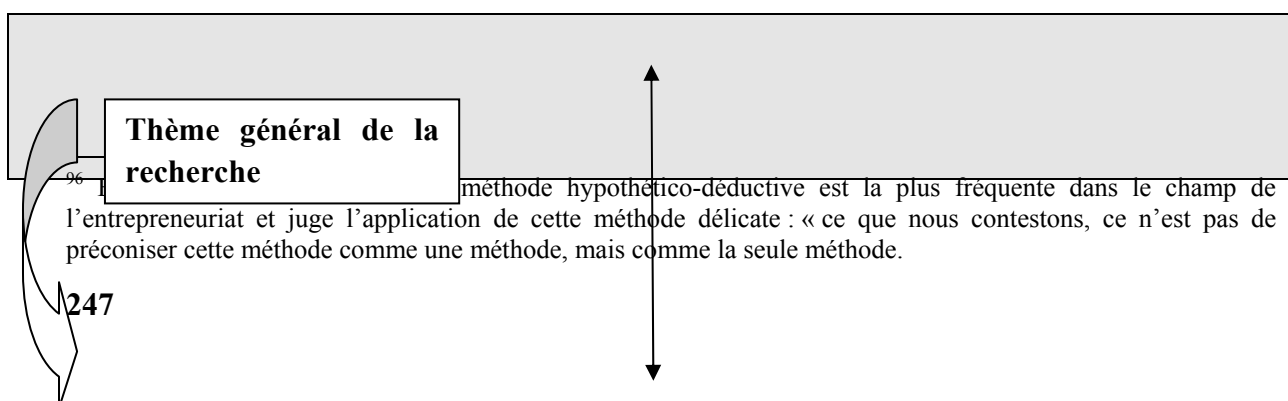 Thème général de la
recherche
96 méthode hypothético-déductive est la plus fréquente dans le champ de
l’entrepreneuriat et juge l’application de cette méthode délicate : « ce que nous contestons, ce n’est pas de
préconiser cette méthode comme une méthode, mais comme la seule méthode.
247